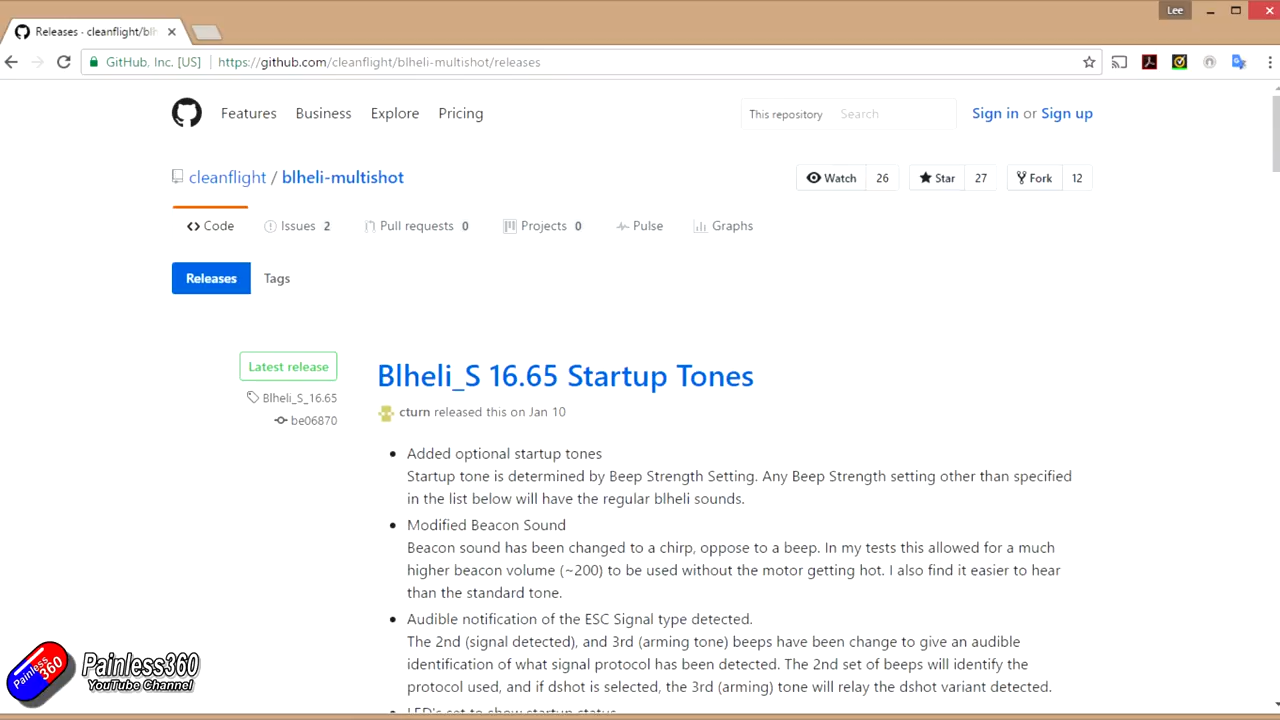 Lee
Releases · cleanflight/blh
GitHub, Inc. [US] | https://github.com/cleanflight/blheli-multishot/releases
Features Business Explore Pricing This repository Search Sign in or Sign up
cleanflight / blheli-multishot Watch 26 Star 27 Fork 12
Code Issues 2 Pull requests 0 Projects 0 Pulse Graphs
Releases Tags
Latest release
Blheli_S_16.65
be06870
Blheli_S 16.65 Startup Tones
cturn released this on Jan 10
• Added optional startup tones
Startup tone is determined by Beep Strength Setting. Any Beep Strength setting other than specified
in the list below will have the regular blheli sounds.
• Modified Beacon Sound
Beacon sound has been changed to a chirp, oppose to a beep. In my tests this allowed for a much
higher beacon volume (~200) to be used without the motor getting hot. I also find it easier to hear
than the standard tone.
• Audible notification of the ESC Signal type detected.
The 2nd (signal detected), and 3rd (arming tone) beeps have been change to give an audible
identification of what signal protocol has been detected. The 2nd set of beeps will identify the
protocol used, and if dshot is selected, the 3rd (arming) tone will relay the dshot variant detected.
• LED's set to show startup status
Painless 360
Painless360
YouTube Channel